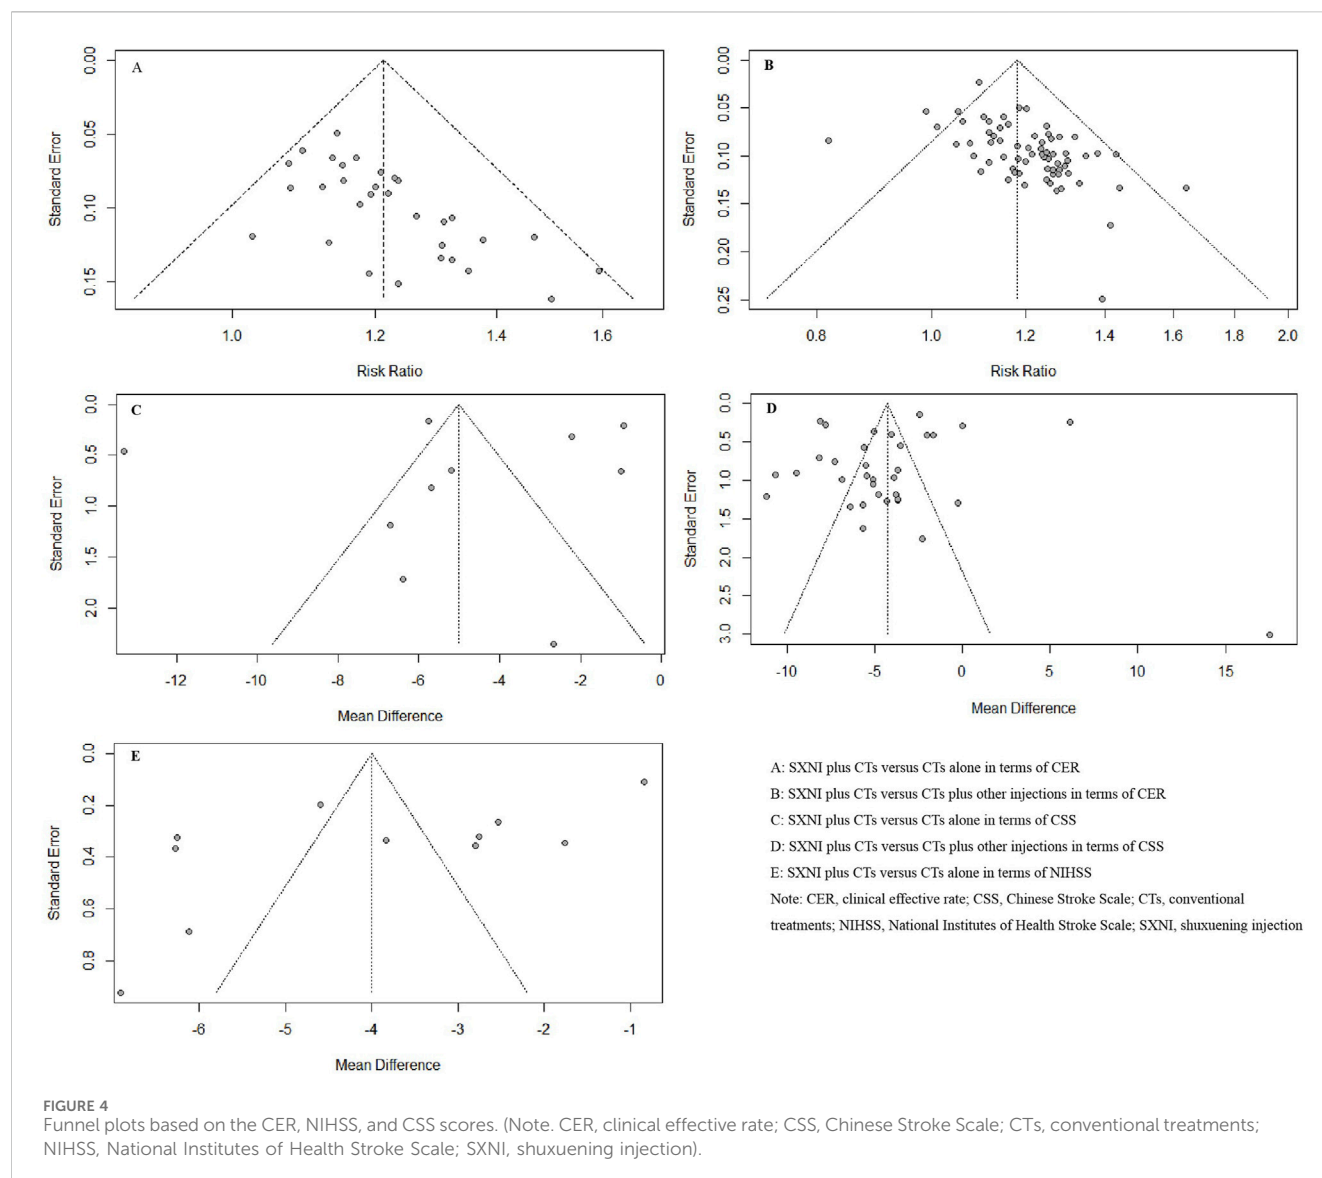 A
Standard Error
0.00
0.05
0.10
0.15
1.0 1.2 1.4 1.6
Risk Ratio
B
Standard Error
0.00
0.05
0.10
0.15
0.20
0.25
0.8 1.0 1.2 1.4 1.6 1.8 2.0
Risk Ratio
C
Standard Error
0.0
0.5
1.0
1.5
2.0
-12 -10 -8 -6 -4 -2 0
Mean Difference
D
Standard Error
0.0
0.5
1.0
1.5
2.0
2.5
3.0
-10 -5 0 5 10 15
Mean Difference
E
Standard Error
0.0
0.2
0.4
0.6
0.8
-6 -5 -4 -3 -2 -1
Mean Difference
A: SXNI plus CTs versus CTs alone in terms of CER
B: SXNI plus CTs versus CTs plus other injections in terms of CER
C: SXNI plus CTs versus CTs alone in terms of CSS
D: SXNI plus CTs versus CTs plus other injections in terms of CSS
E: SXNI plus CTs versus CTs alone in terms of NIHSS
Note: CER, clinical effective rate; CSS, Chinese Stroke Scale; CTs, conventional
treatments; NIHSS, National Institutes of Health Stroke Scale; SXNI, shuxuening injection
FIGURE 4
Funnel plots based on the CER, NIHSS, and CSS scores. (Note. CER, clinical effective rate; CSS, Chinese Stroke Scale; CTs, conventional treatments;
NIHSS, National Institutes of Health Stroke Scale; SXNI, shuxuening injection).